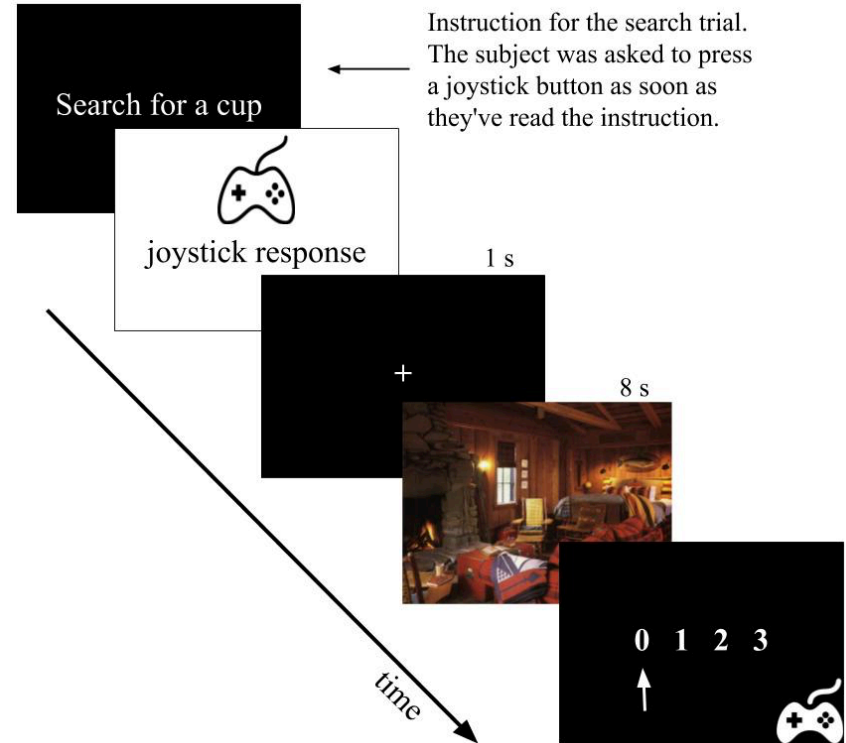 Instruction for the search trial.
The subject was asked to press
a joystick button as soon as
they've read the instruction.
Search for a cup
joystick response
1 s
+
8 s
0 1 2 3
time